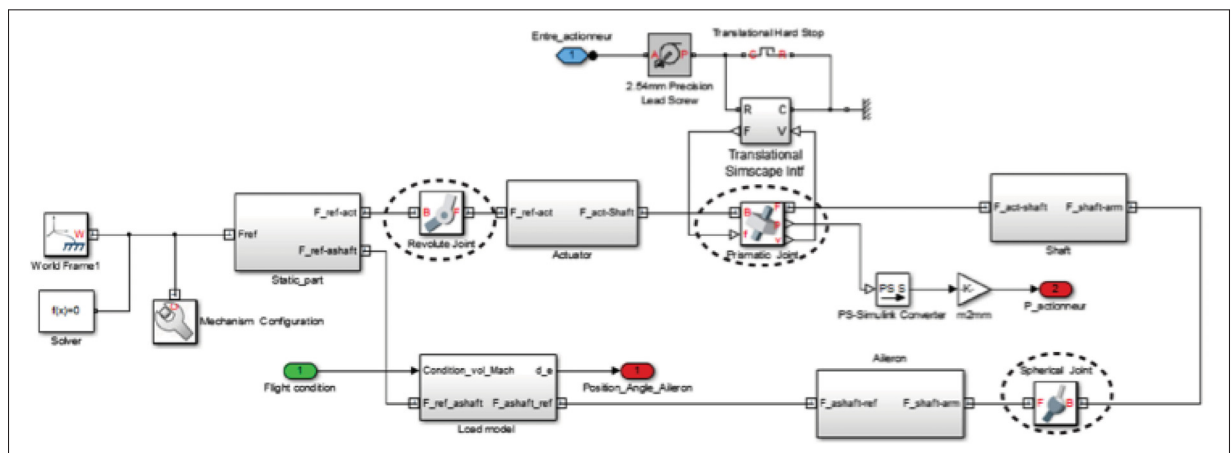 Entre_actionneur
1
A
P
2.54mm Precision
Lead Screw
Translational Hard Stop
C
R
R
C
F
V
Translational
Simscape Intf
W
World Frame1
f(x)=0
Solver
Mechanism Configuration
Fref
F_ref-act
F_ref-ashaft
Static_part
B
F
Revolute Joint
F_ref-act
F_act-Shaft
Actuator
B
f
F
p
v
Prismatic Joint
F_act-shaft
F_shaft-arm
Shaft
PS S
PS-Simulink Converter
-K-
m2mm
2
P_actionneur
1
Flight condition
Condition_vol_Mach
d_e
F_ref_ashaft
F_ashaft_ref
Load model
1
Position_Angle_Aileron
Aileron
F_ashaft-ref
F_shaft-arm
Spherical Joint
F
B